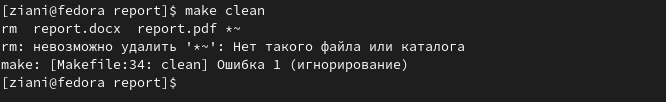 [ziani@fedora report]$ make clean
rm  report.docx  report.pdf *~
rm: невозможно удалить '*~': Нет такого файла или каталога
make: [Makefile:34: clean] Ошибка 1 (игнорирование)
[ziani@fedora report]$